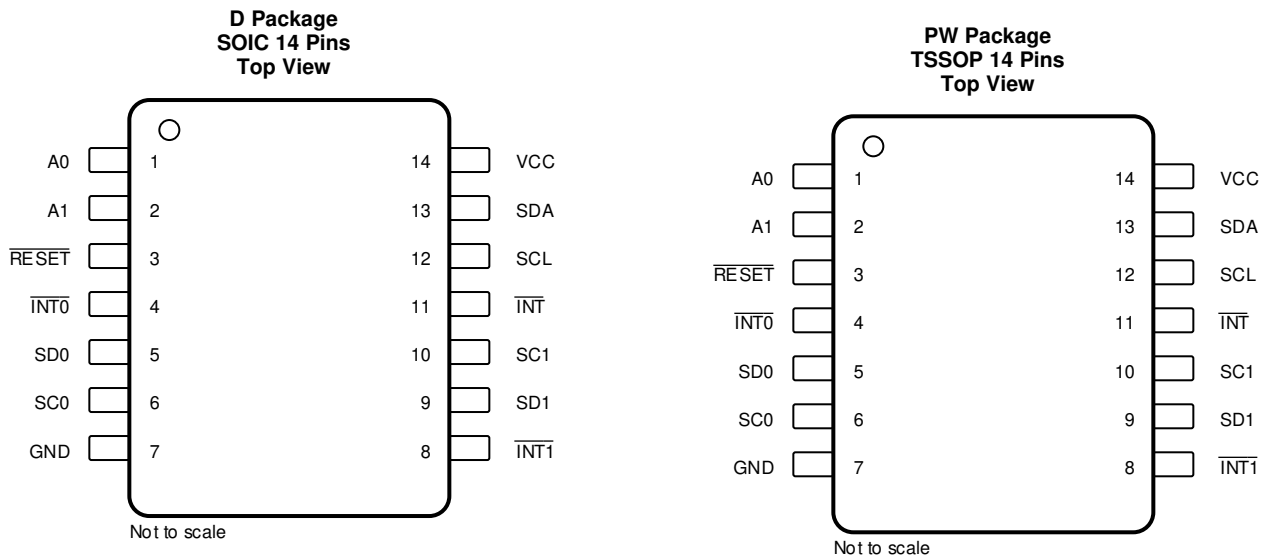 D Package
SOIC 14 Pins
Top View
A0 1 14 VCC
A1 2 13 SDA
RESET 3 12 SCL
INT0 4 11 INT
SD0 5 10 SC1
SC0 6 9 SD1
GND 7 8 INT1
Not to scale
PW Package
TSSOP 14 Pins
Top View
A0 1 14 VCC
A1 2 13 SDA
RESET 3 12 SCL
INT0 4 11 INT
SD0 5 10 SC1
SC0 6 9 SD1
GND 7 8 INT1
Not to scale